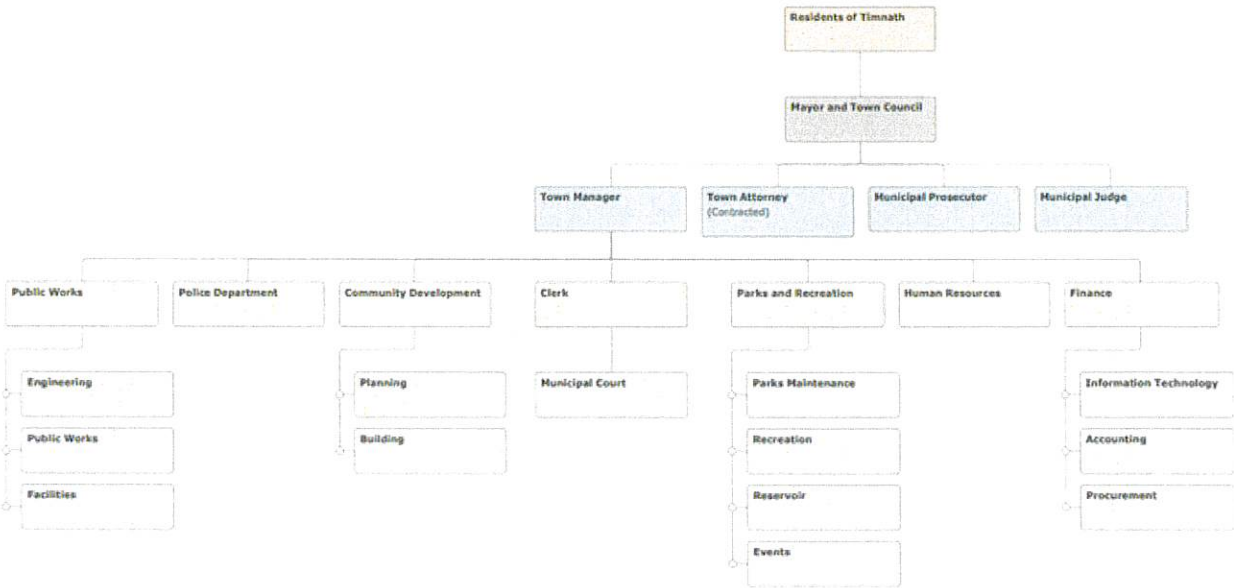 Residents of Timnath
Mayor and Town Council
Town Manager
Town Attorney
(Contracted)
Municipal Prosecutor
Municipal Judge
Public Works
Police Department
Community Development
Clerk
Parks and Recreation
Human Resources
Finance
Engineering
Planning
Municipal Court
Parks Maintenance
Information Technology
Public Works
Building
Recreation
Accounting
Facilities
Reservoir
Procurement
Events